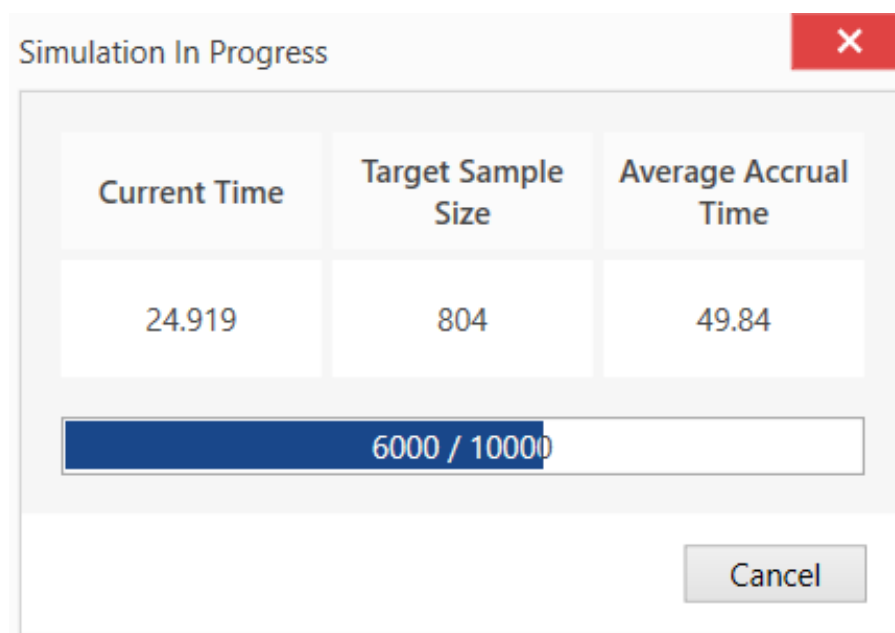 Simulation In Progress
Current Time
Target Sample
Size
Average Accrual
Time
24.919
804
49.84
6000 / 10000
Cancel